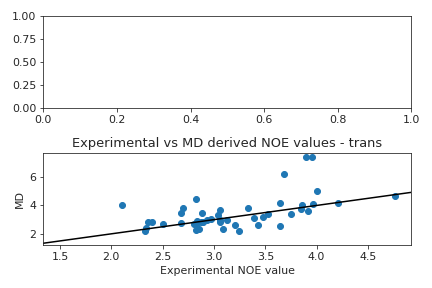 1.00
0.75
0.50
0.25
0.00
0.0 0.2 0.4 0.6 0.8 1.0
Experimental vs MD derived NOE values - trans
6
4
2
MD
1.5 2.0 2.5 3.0 3.5 4.0 4.5
Experimental NOE value